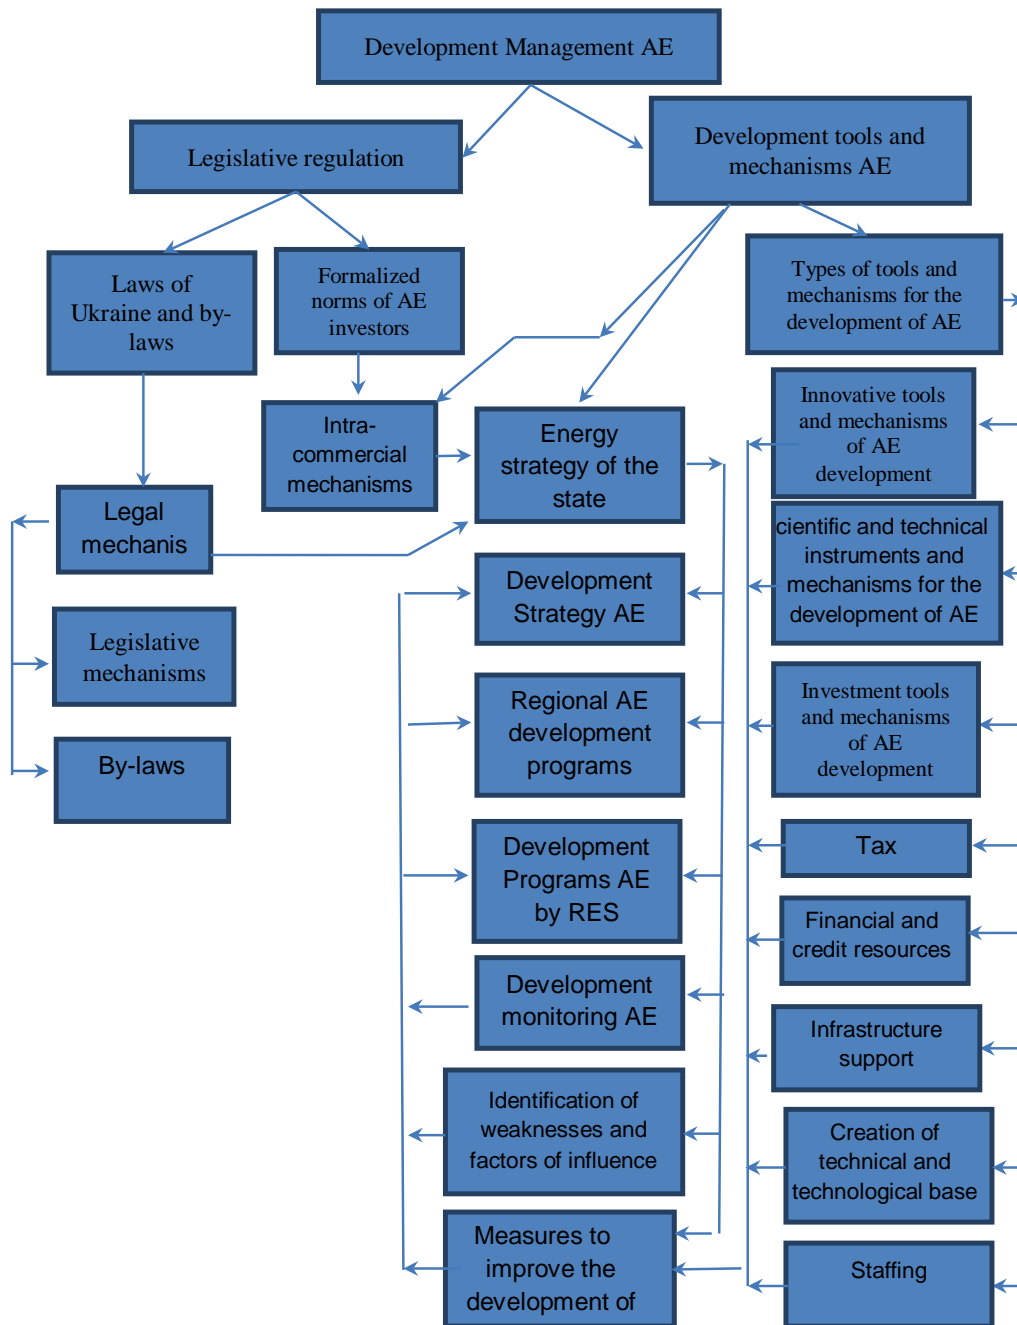 Development Management AE
Legislative regulation
Development tools and
mechanisms AE
Laws of
Ukraine and by-
laws
Formalized
norms of AE
investors
Types of tools and
mechanisms for the
development of AE
Intra-
commercial
mechanisms
Energy
strategy of the
state
Innovative tools
and mechanisms
of AE
development
Legal
mechanis
cientific and technical
instruments and
mechanisms for the
development of AE
Development
Strategy AE
Legislative
mechanisms
Regional AE
development
programs
Investment tools
and mechanisms
of AE
development
By-laws
Development
Programs AE
by RES
Tax
Financial and
credit resources
Development
monitoring AE
Infrastructure
support
Identification of
weaknesses and
factors of influence
Creation of
technical and
technological base
Measures to
improve the
development of
Staffing